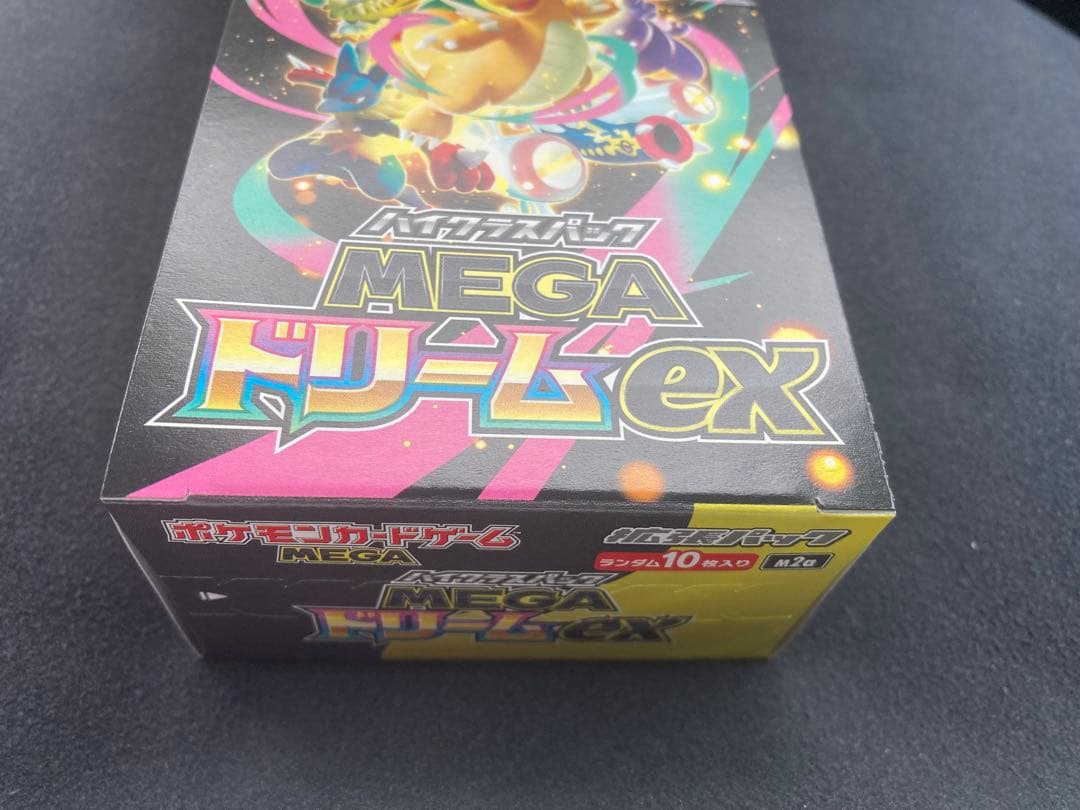 ハイクラスパック
MEGA
ドリームex
ポケモンカードゲーム
MEGA
拡張パック
ランダム10枚入り
M2a
ハイクラスパック
MEGA
ドリームex